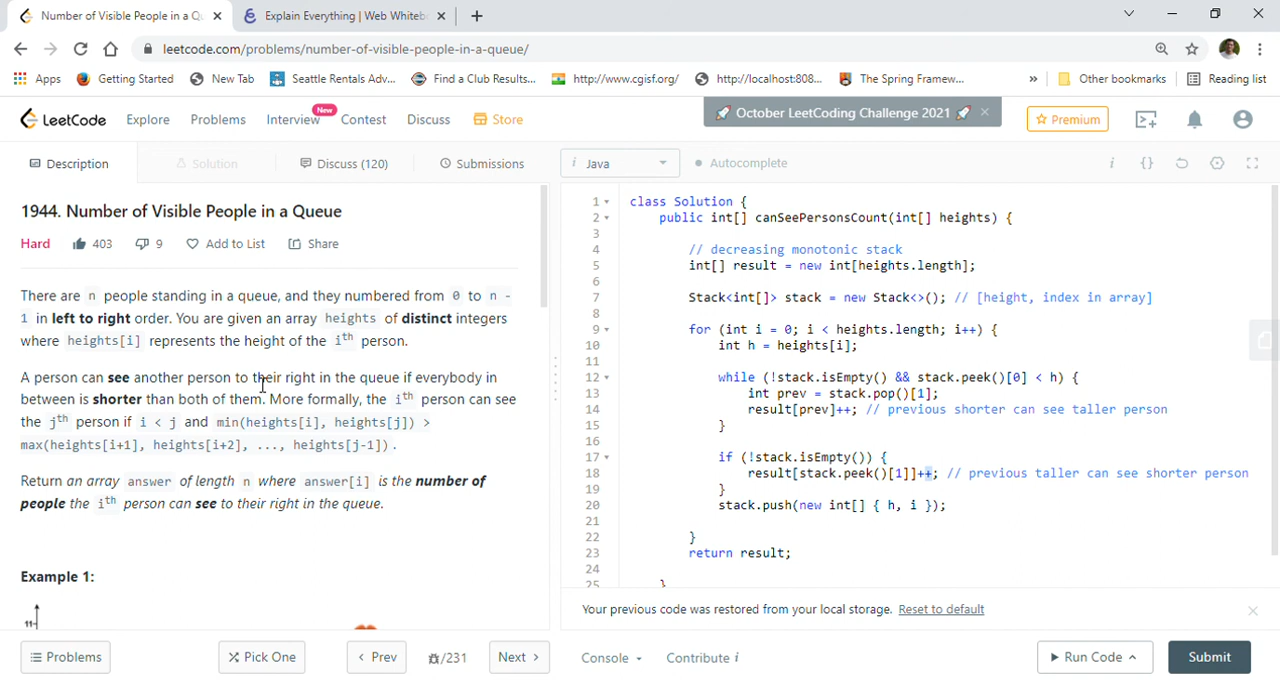 Number of Visible People in a Qu
Explain Everything | Web Whitebo
leetcode.com/problems/number-of-visible-people-in-a-queue/
Apps Getting Started New Tab Seattle Rentals Adv... Find a Club Results... http://www.cgisf.org/ http://localhost:808... The Spring Framew... » Other bookmarks Reading list
LeetCode Explore Problems Interview New Contest Discuss Store
October LeetCoding Challenge 2021
Premium
Description Solution Discuss (120) Submissions
i Java Autocomplete i {}
1944. Number of Visible People in a Queue
Hard 403 9 Add to List Share
There are n people standing in a queue, and they numbered from 0 to n -
1 in left to right order. You are given an array heights of distinct integers
where heights[i] represents the height of the ith person.
A person can see another person to their right in the queue if everybody in
between is shorter than both of them. More formally, the ith person can see
the jth person if i < j and min(heights[i], heights[j]) >
max(heights[i+1], heights[i+2], ..., heights[j-1]).
Return an array answer of length n where answer[i] is the number of
people the ith person can see to their right in the queue.
Example 1:
11
1 class Solution {
2 public int[] canSeePersonsCount(int[] heights) {
3
4 // decreasing monotonic stack
5 int[] result = new int[heights.length];
6
7 Stack<int[]> stack = new Stack<>(); // [height, index in array]
8
9 for (int i = 0; i < heights.length; i++) {
10 int h = heights[i];
11
12 while (!stack.isEmpty() && stack.peek()[0] < h) {
13 int prev = stack.pop()[1];
14 result[prev]++; // previous shorter can see taller person
15 }
16
17 if (!stack.isEmpty()) {
18 result[stack.peek()[1]]++; // previous taller can see shorter person
19 }
20 stack.push(new int[] { h, i });
21
22 }
23 return result;
24
25 }
Your previous code was restored from your local storage. Reset to default
Problems Pick One Prev /231 Next Console Contribute i Run Code Submit